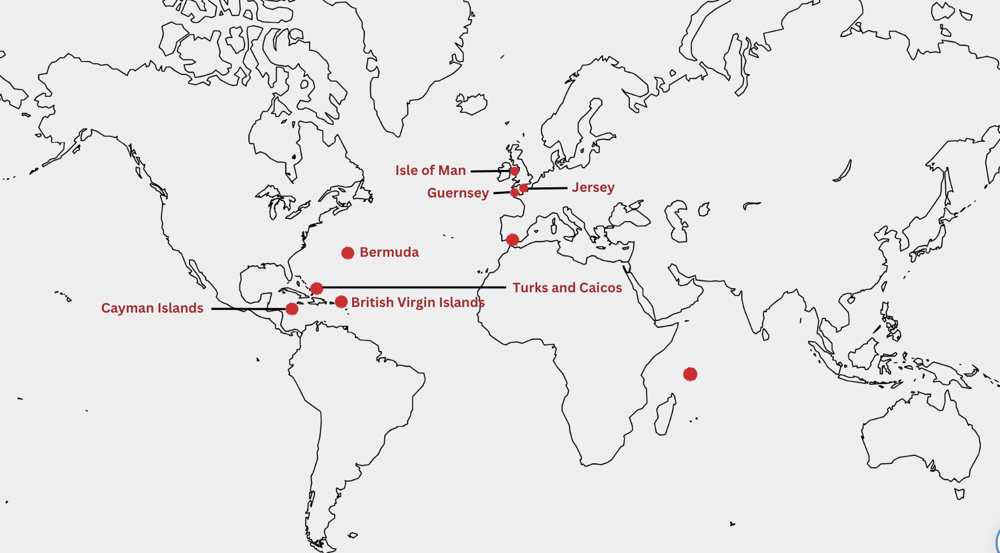 Isle of Man
Jersey
Guernsey
Bermuda
Turks and Caicos
British Virgin Islands
Cayman Islands